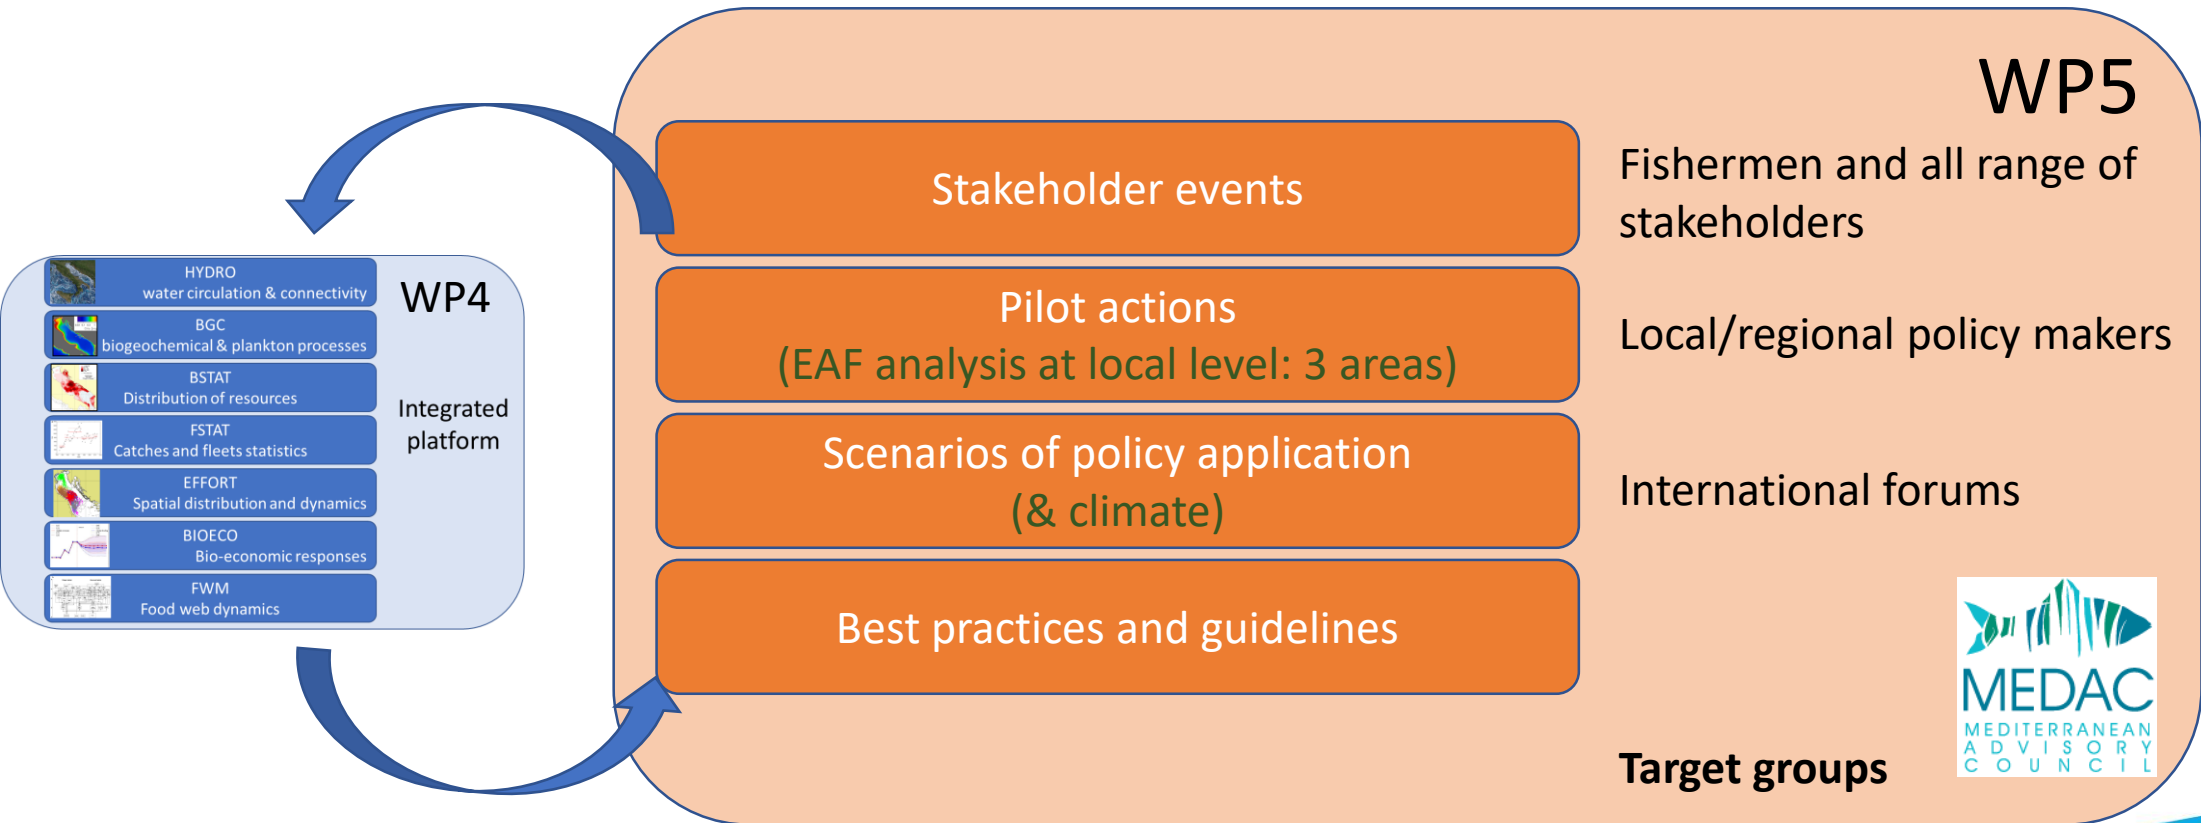 HYDRO
water circulation & connectivity
BGC
biogeochemical & plankton processes
BSTAT
Distribution of resources
FSTAT
Catches and fleets statistics
EFFORT
Spatial distribution and dynamics
BIOECO
Bio-economic responses
FWM
Food web dynamics
WP4
Integrated
platform
WP5
Stakeholder events
Pilot actions
(EAF analysis at local level: 3 areas)
Scenarios of policy application
(& climate)
Best practices and guidelines
Fishermen and all range of
stakeholders
Local/regional policy makers
International forums
Target groups
MEDAC
MEDITERRANEAN
ADVISORY
COUNCIL